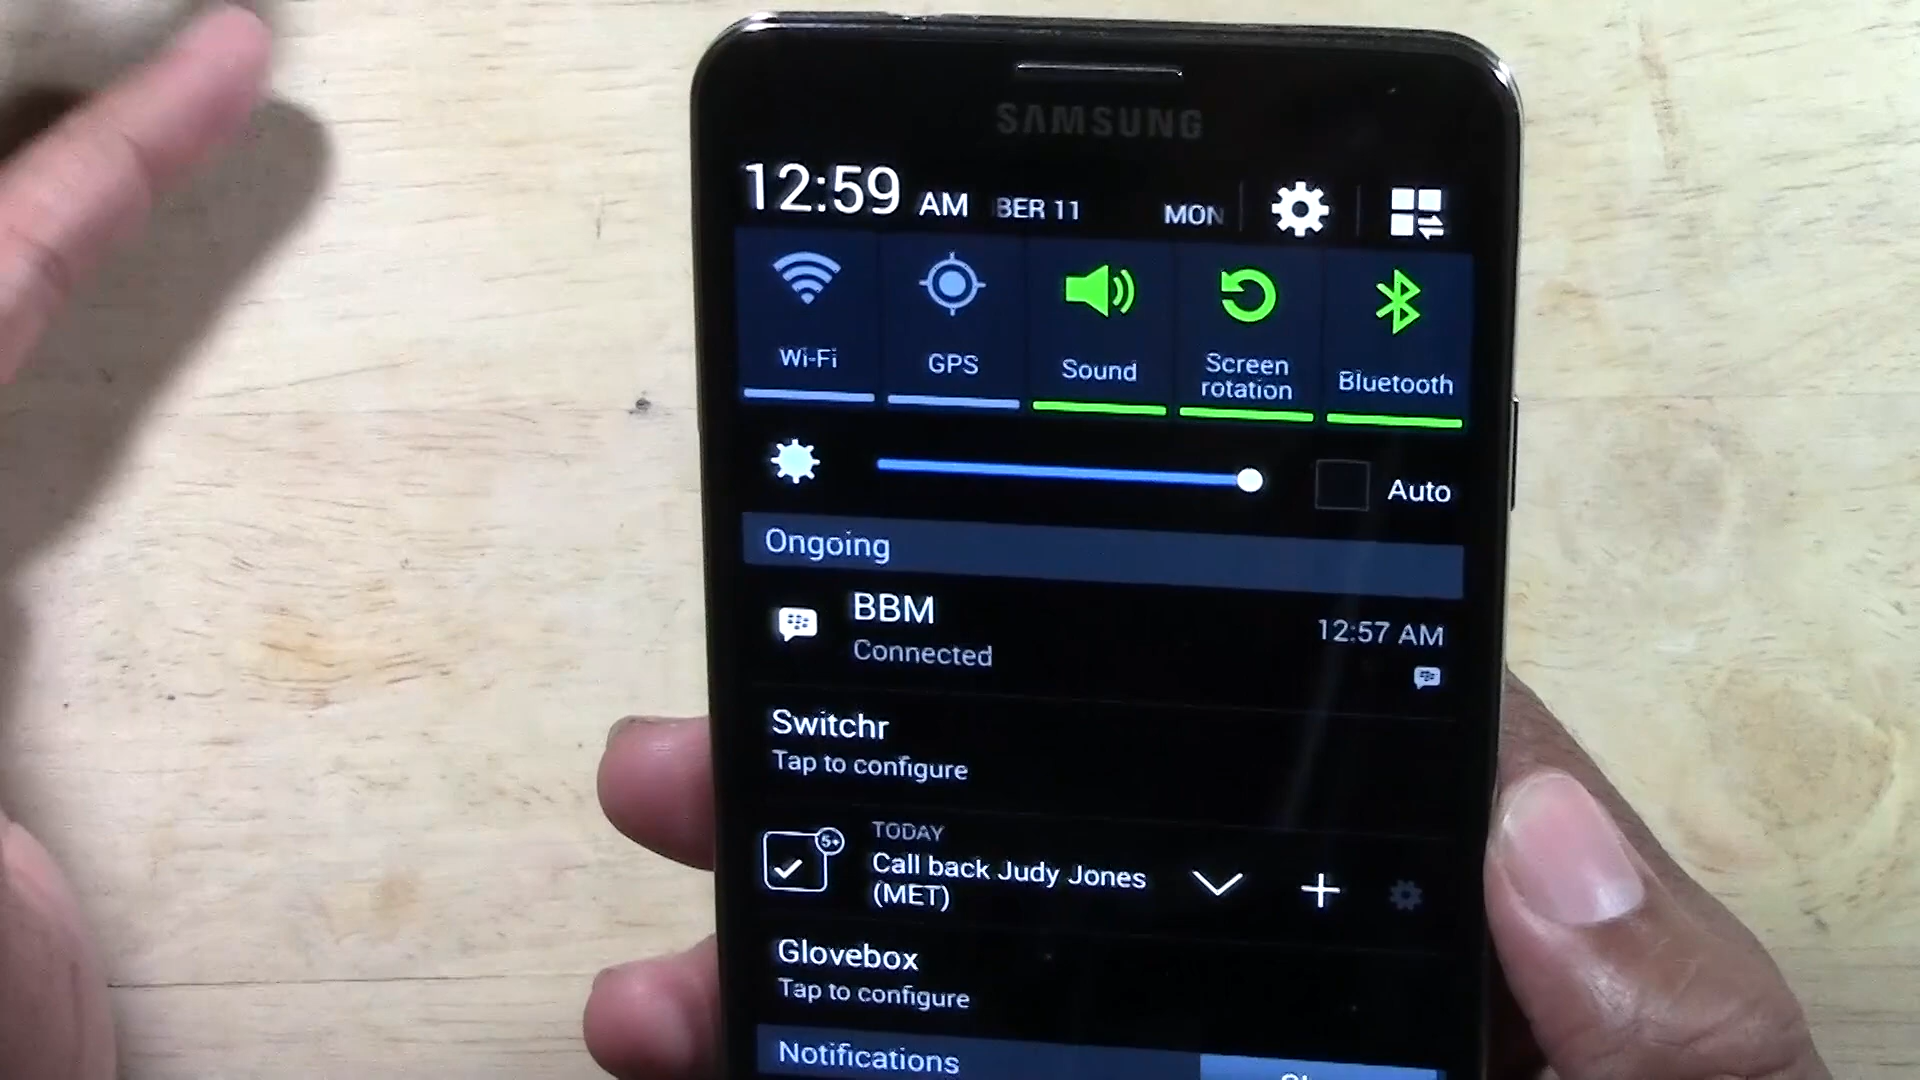 SAMSUNG
12:59 AM BER 11 MON
Wi-Fi
GPS
Sound
Screen
rotation
Bluetooth
Auto
Ongoing
BBM
12:57 AM
Connected
Switchr
Tap to configure
5+
TODAY
Call back Judy Jones
(MET)
Glovebox
Tap to configure
Notifications